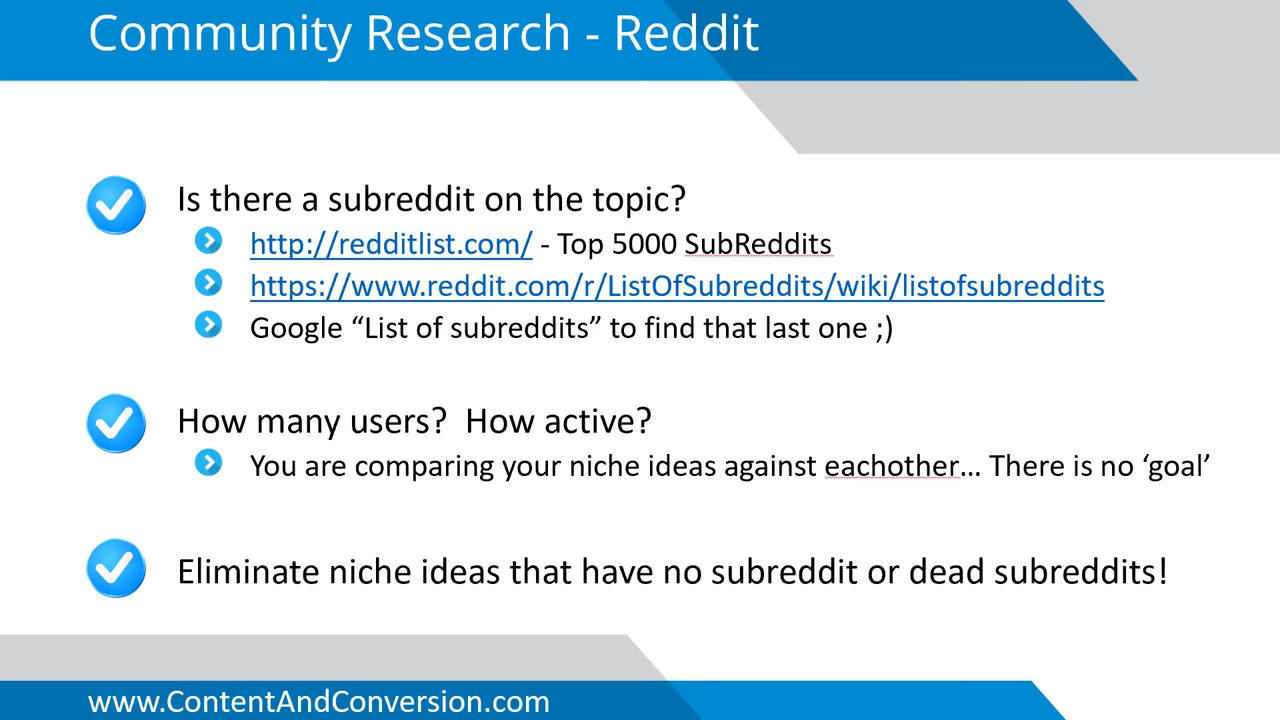 Community Research - Reddit
Is there a subreddit on the topic?
http://redditlist.com/ - Top 5000 SubReddits
https://www.reddit.com/r/ListOfSubreddits/wiki/listofsubreddits
Google “List of subreddits” to find that last one ;)
How many users?  How active?
You are comparing your niche ideas against eachother… There is no ‘goal’
Eliminate niche ideas that have no subreddit or dead subreddits!
www.ContentAndConversion.com